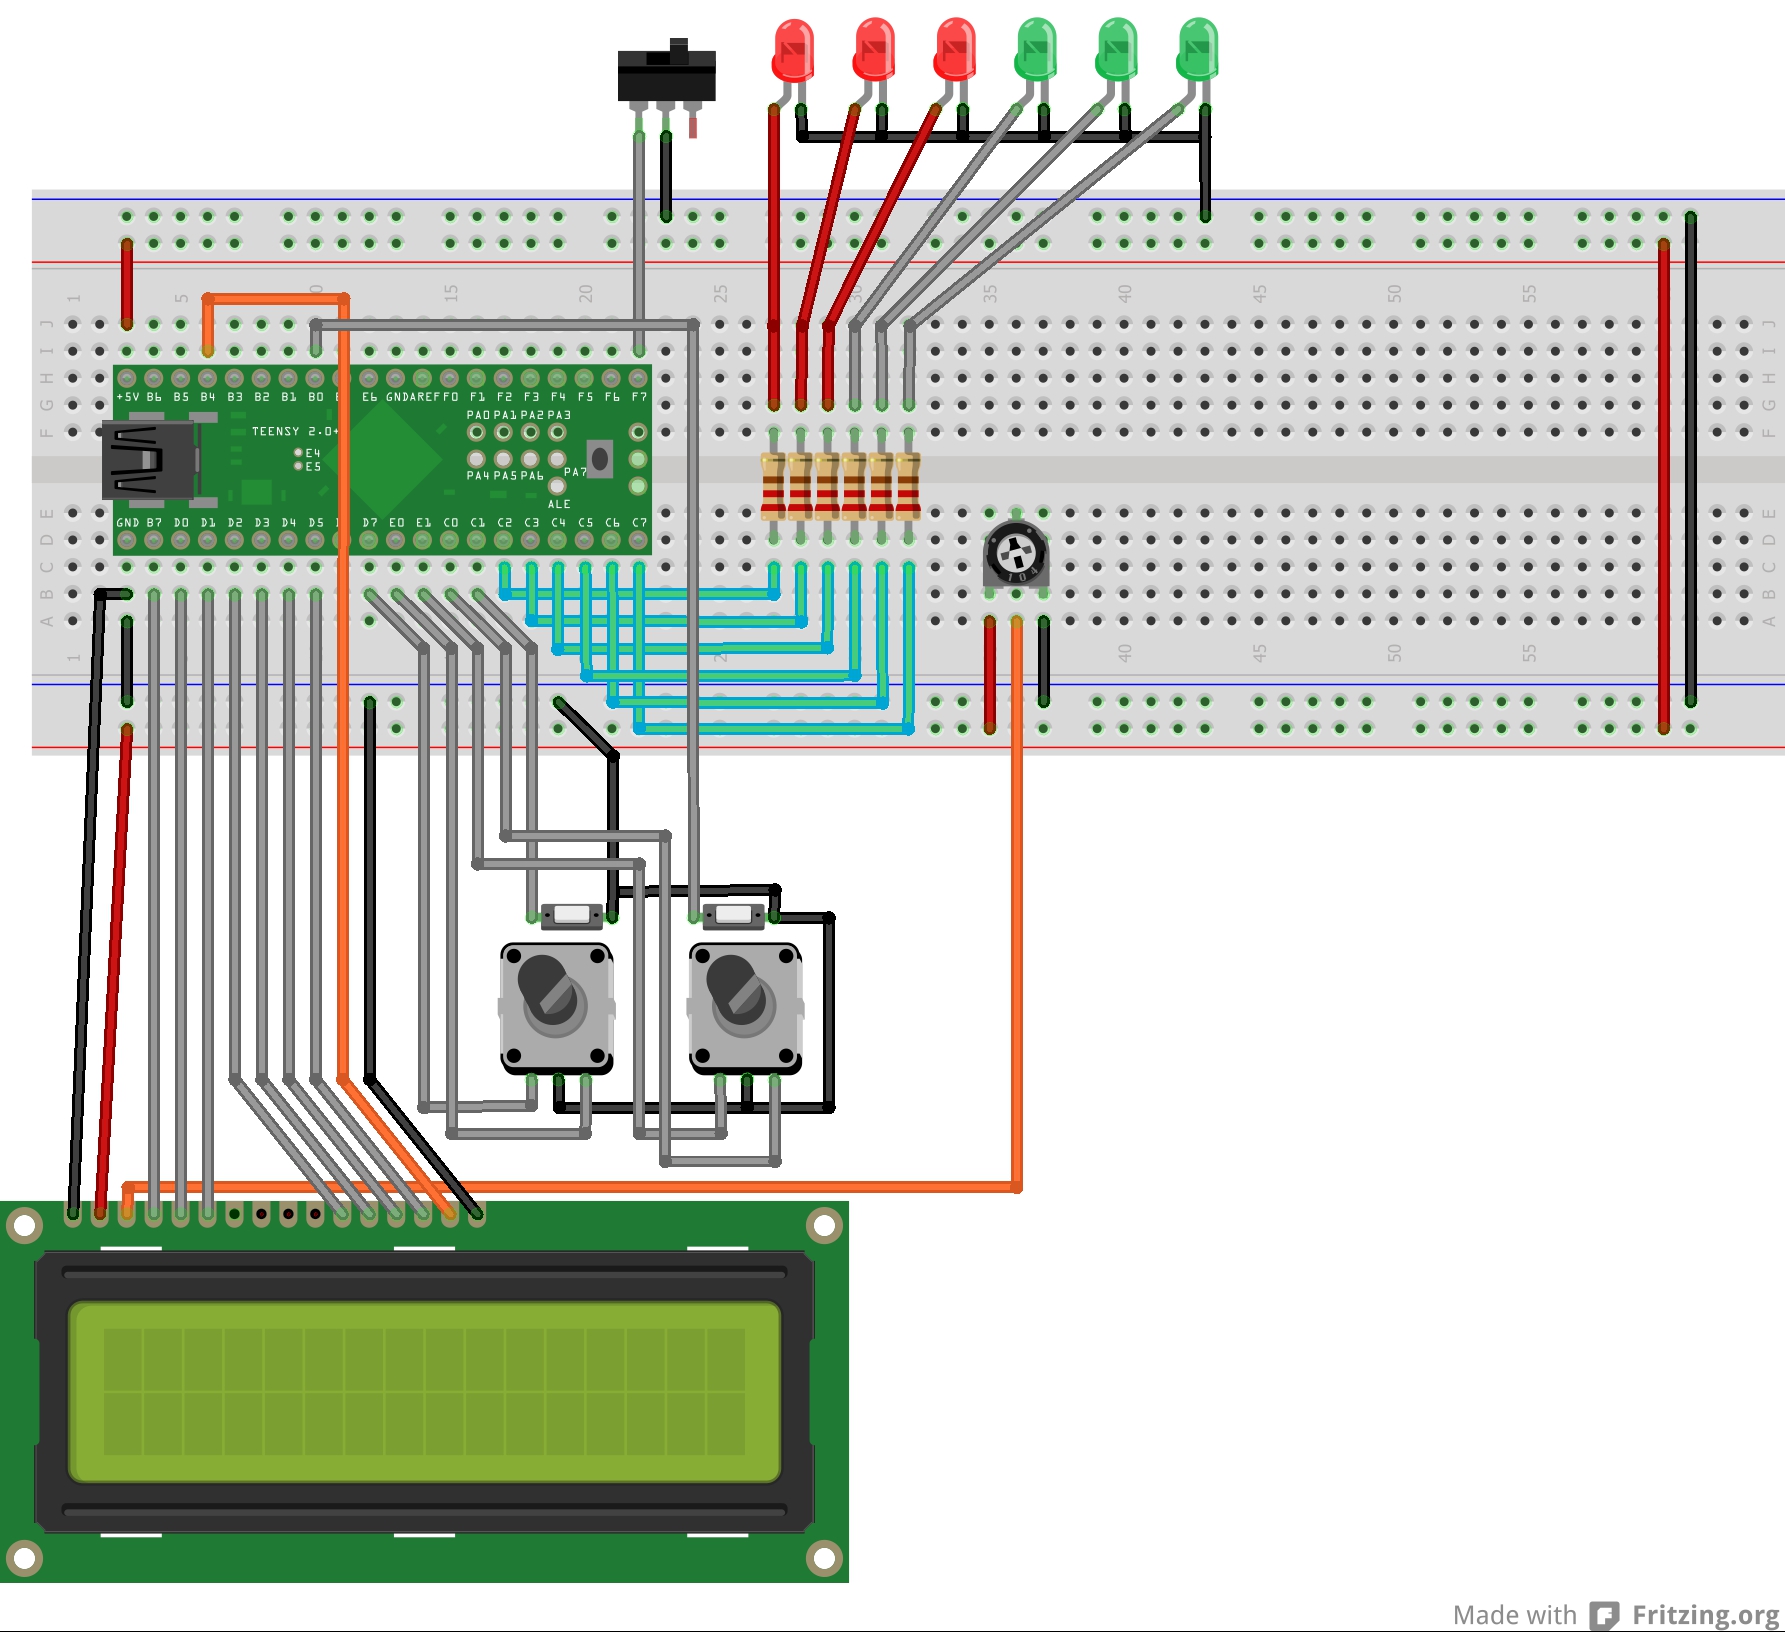 1 5 0 15 20 25 30 35 40 45 50 55
J J
I I
H H
+5V B6 B5 B4 B3 B2 B1 B0 E6 GND AREF F0 F1 F2 F3 F4 F5 F6 F7
G G
PA0 PA1 PA2 PA3
F TEENSY 2.0+ F
E4
E5
PA4 PA5 PA6 PA7
ALE
E E
GND B7 D0 D1 D2 D3 D4 D5 D7 E0 E1 C0 C1 C2 C3 C4 C5 C6 C7
D D
C C
104
B B
A A
1 2 40 45 50 55
Made with Fritzing.org